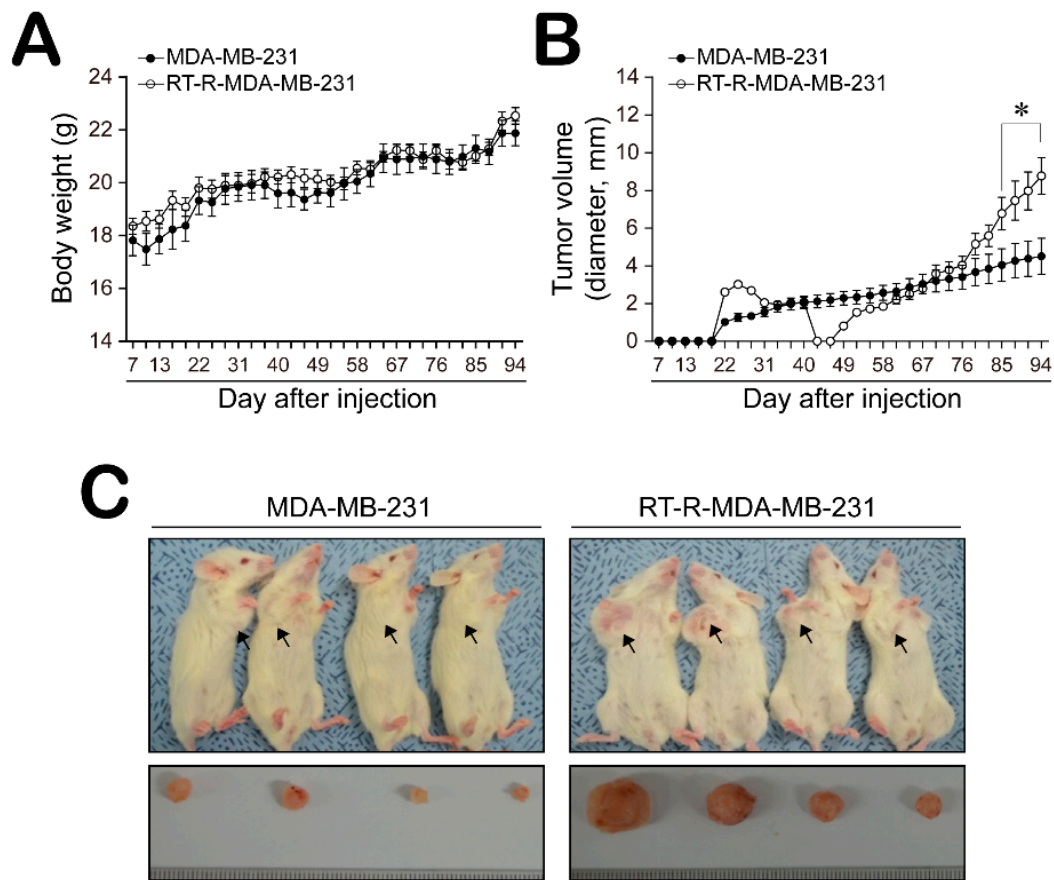 A
MDA-MB-231
RT-R-MDA-MB-231
Body weight (g)
24
22
20
18
16
14
7 13 22 31 40 49 58 67 76 85 94
Day after injection
B
MDA-MB-231
RT-R-MDA-MB-231
Tumor volume
(diameter, mm)
14
12
10
8
6
4
2
0
*
7 13 22 31 40 49 58 67 76 85 94
Day after injection
C
MDA-MB-231
RT-R-MDA-MB-231